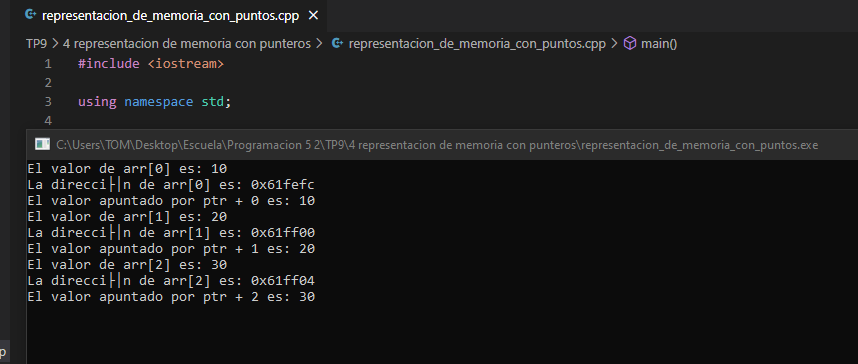 representacion_de_memoria_con_puntos.cpp ×
TP9 > 4 representacion de memoria con punteros > representacion_de_memoria_con_puntos.cpp > main()
1 #include <iostream>
2
3 using namespace std;
4
C:\Users\TOM\Desktop\Escuela\Programacion 5 2\TP9\4 representacion de memoria con punteros\representacion_de_memoria_con_puntos.exe
El valor de arr[0] es: 10
La direcci├│n de arr[0] es: 0x61fefc
El valor apuntado por ptr + 0 es: 10
El valor de arr[1] es: 20
La direcci├│n de arr[1] es: 0x61ff00
El valor apuntado por ptr + 1 es: 20
El valor de arr[2] es: 30
La direcci├│n de arr[2] es: 0x61ff04
El valor apuntado por ptr + 2 es: 30
p